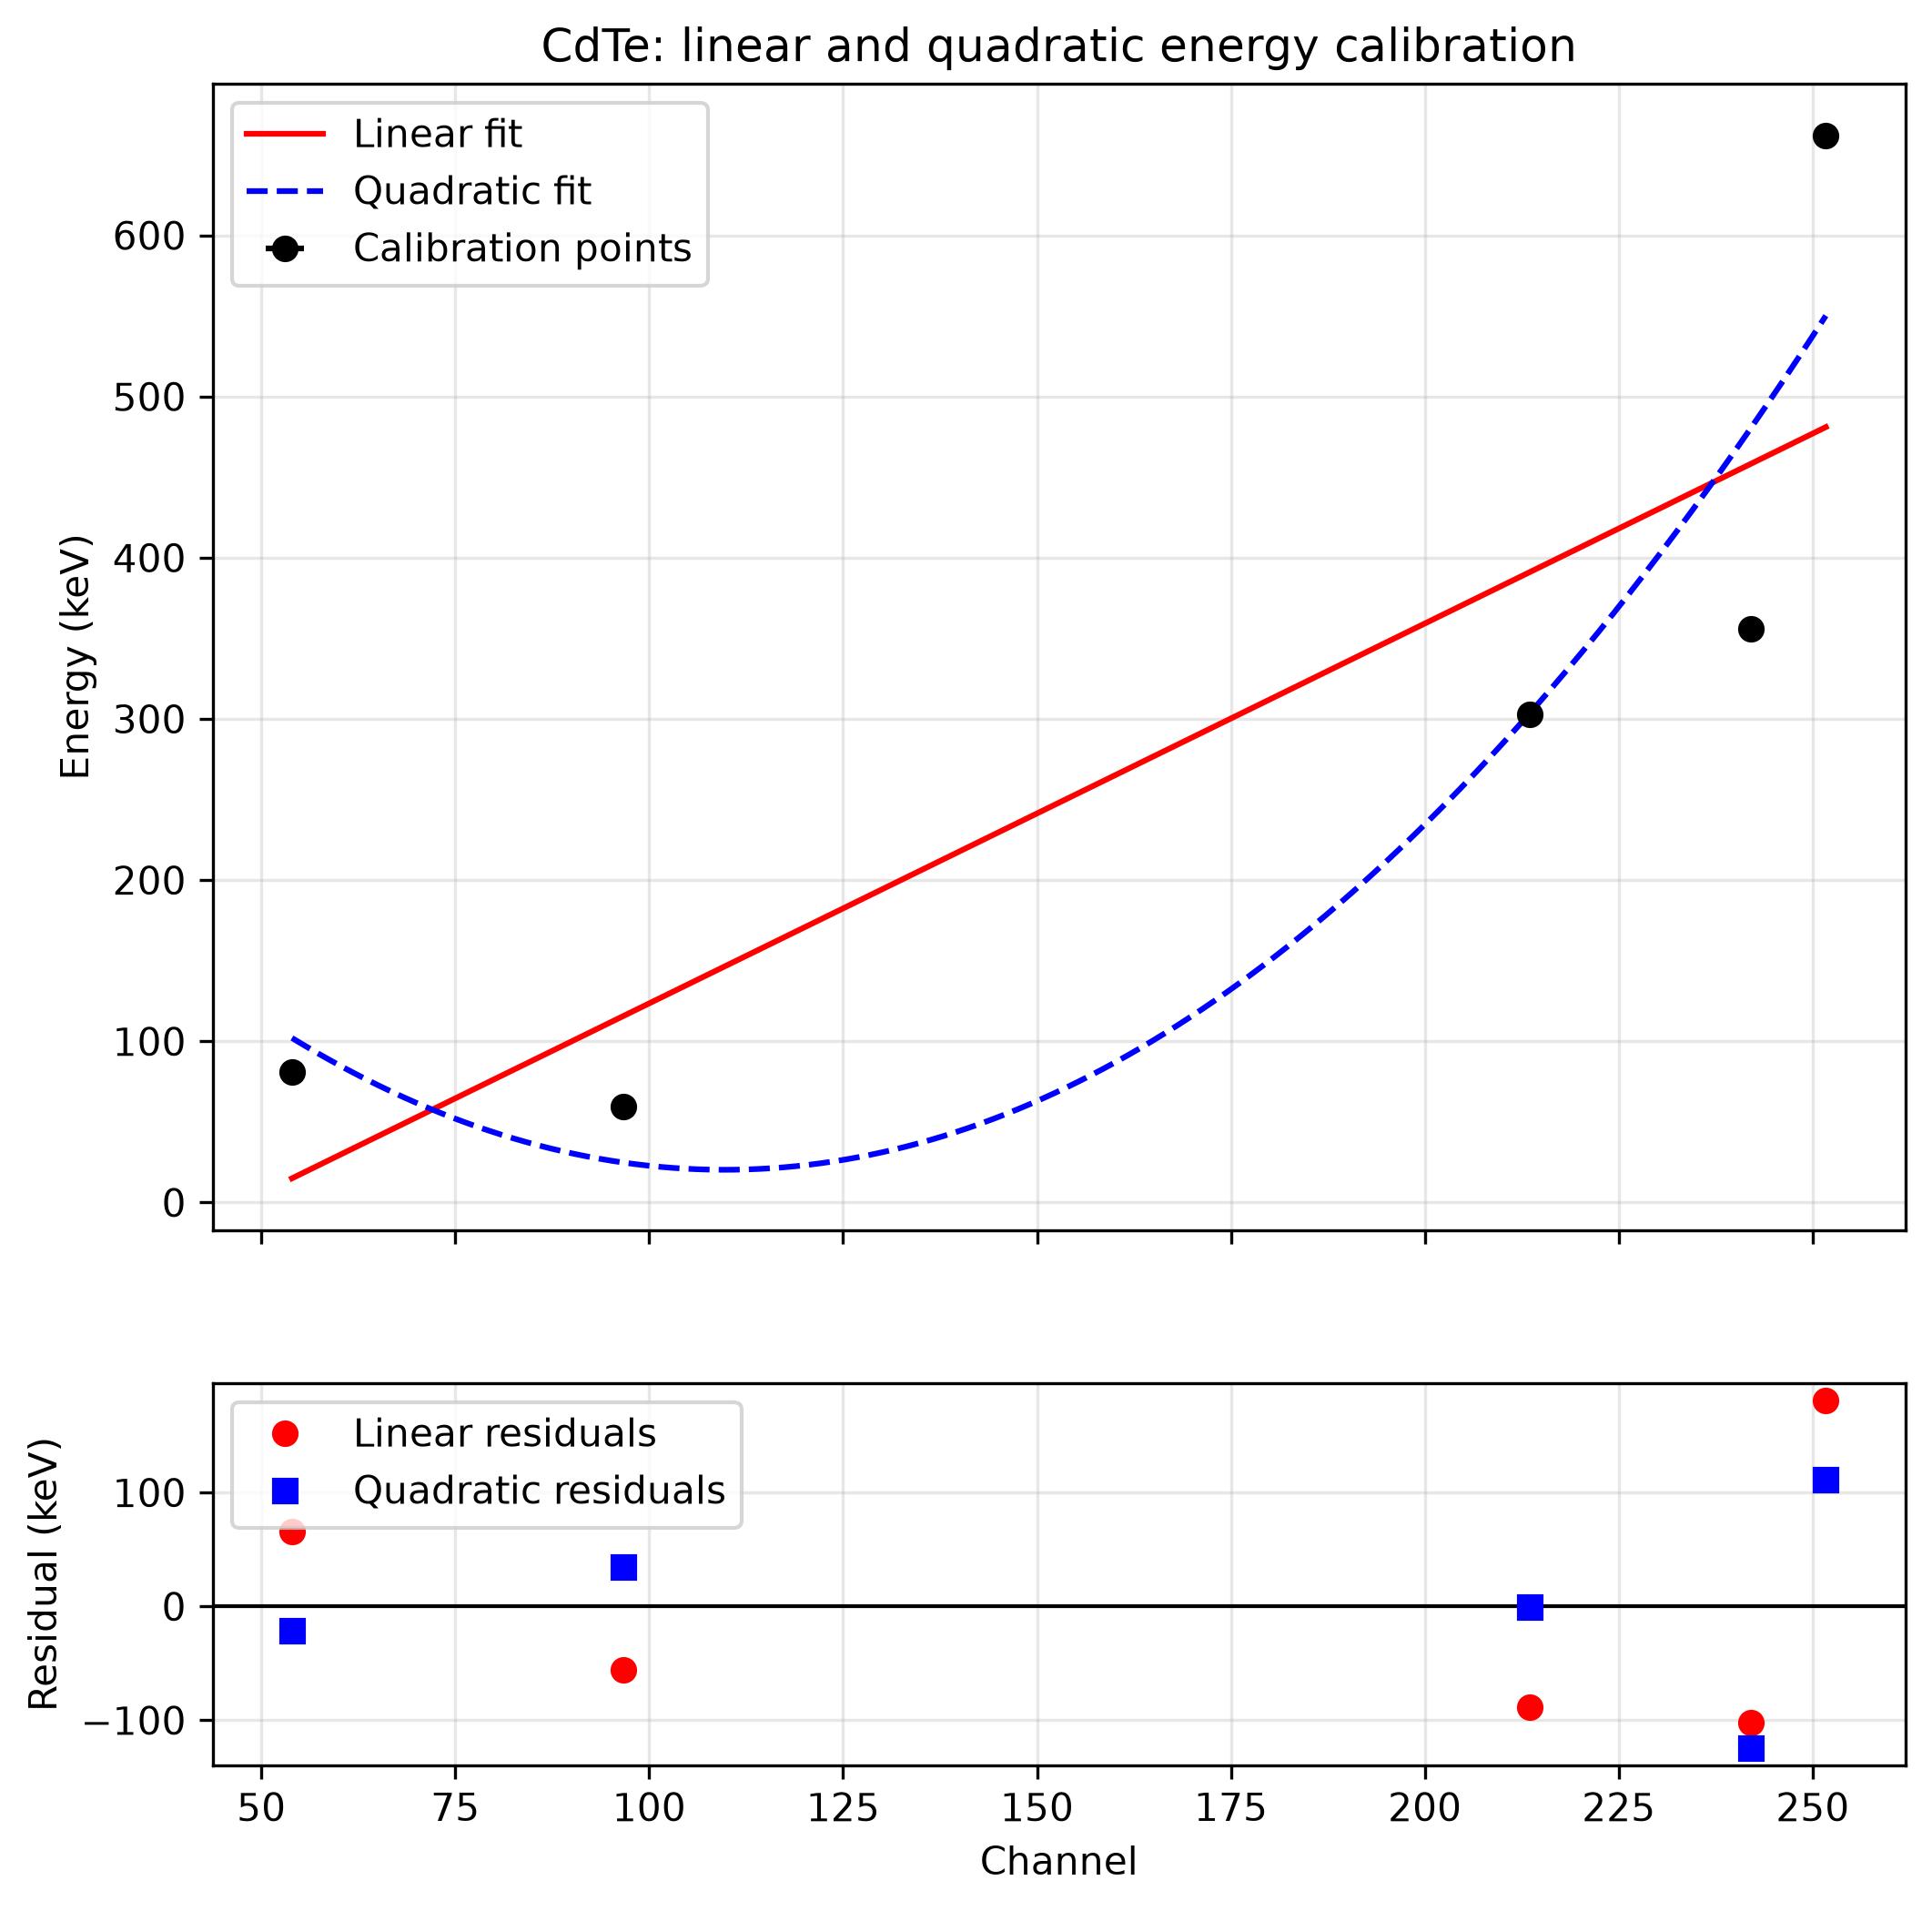 CdTe: linear and quadratic energy calibration
Linear fit
Quadratic fit
Calibration points
600
500
400
300
200
100
0
Energy (keV)
Linear residuals
Quadratic residuals
100
0
−100
Residual (keV)
50 75 100 125 150 175 200 225 250
Channel